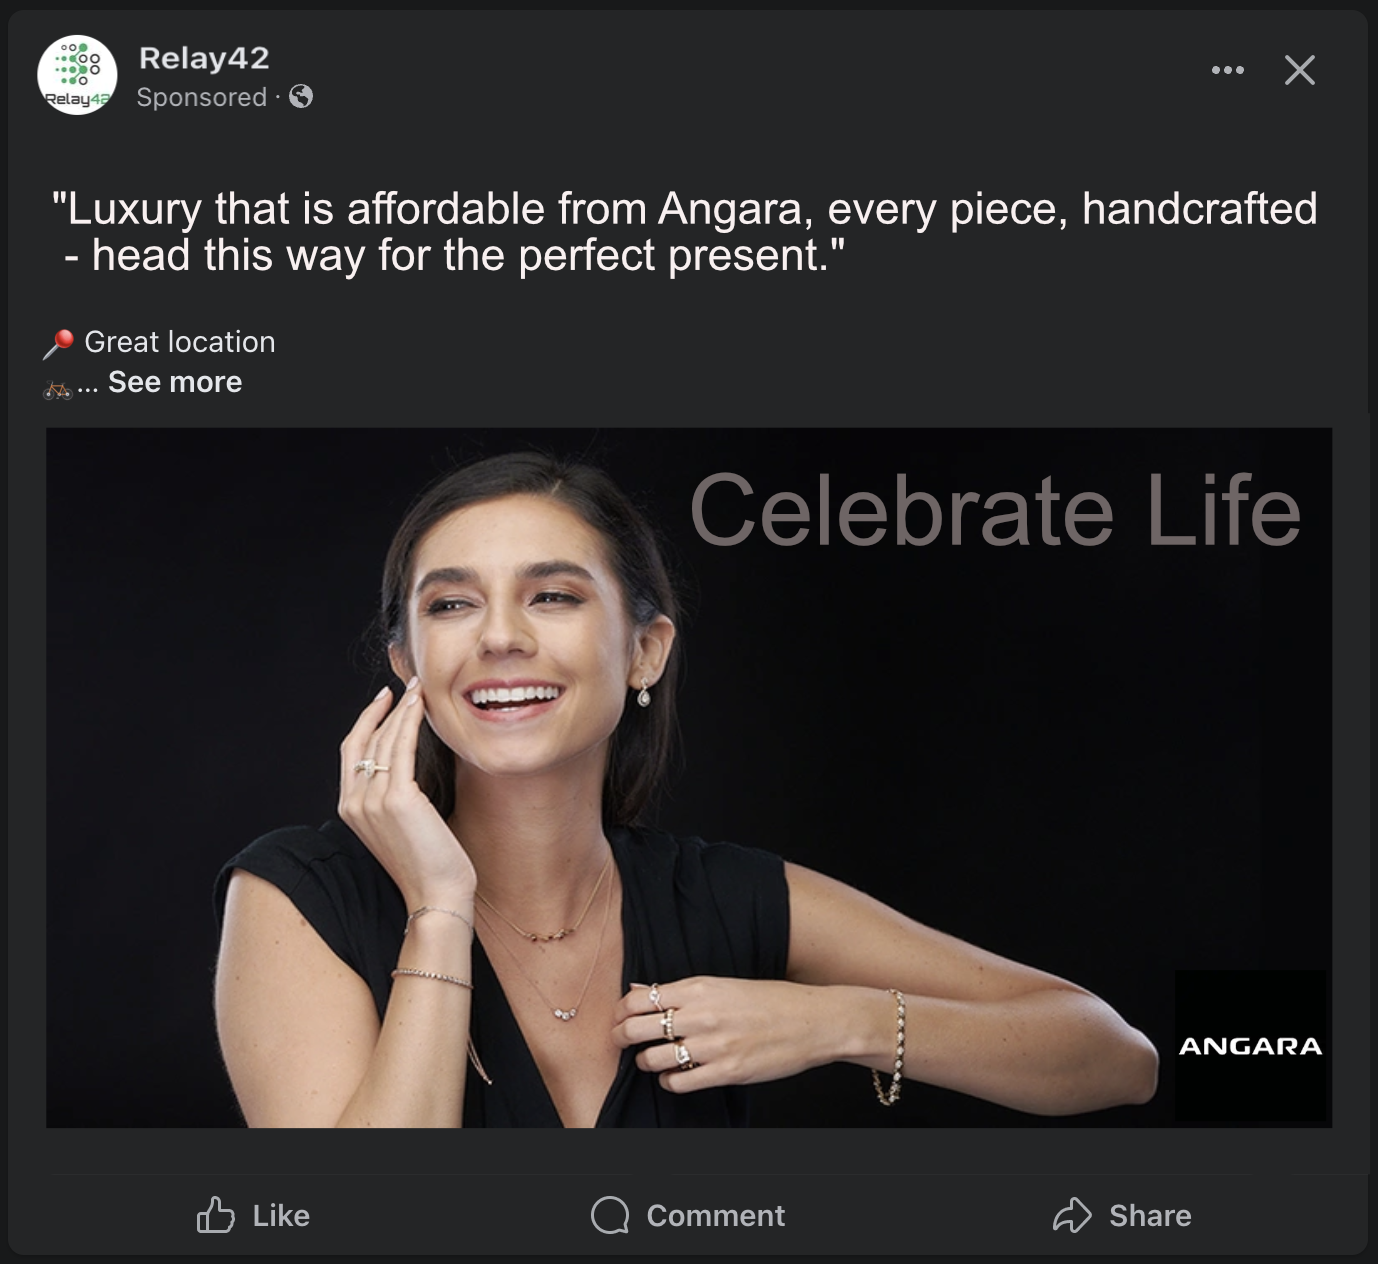 Relay42
Relay42
Sponsored ·
"Luxury that is affordable from Angara, every piece, handcrafted
- head this way for the perfect present."
Great location
... See more
Celebrate Life
ANGARA
Like
Comment
Share